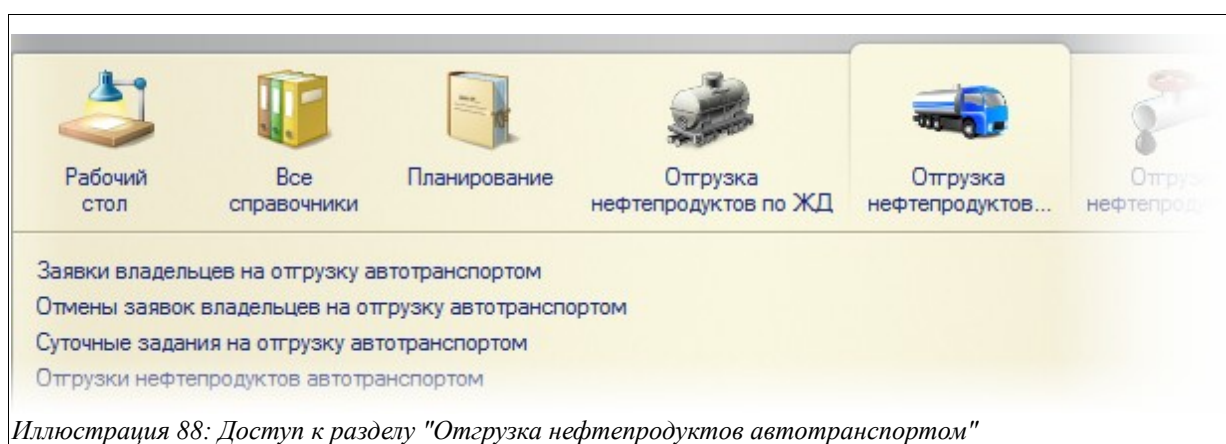 Рабочий
стол
Все
справочники
Планирование
Отгрузка
нефтепродуктов по ЖД
Отгрузка
нефтепродуктов...
Заявки владельцев на отгрузку автотранспортом
Отмены заявок владельцев на отгрузку автотранспортом
Суточные задания на отгрузку автотранспортом
Отгрузки нефтепродуктов автотранспортом
Иллюстрация 88: Доступ к разделу "Отгрузка нефтепродуктов автотранспортом"